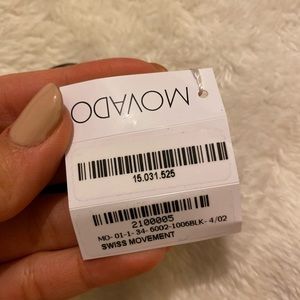 MOVADO
15.031.525
2100005
MO- 01-1- 34- 6002-1006BLK- 4/02
SWISS MOVEMENT